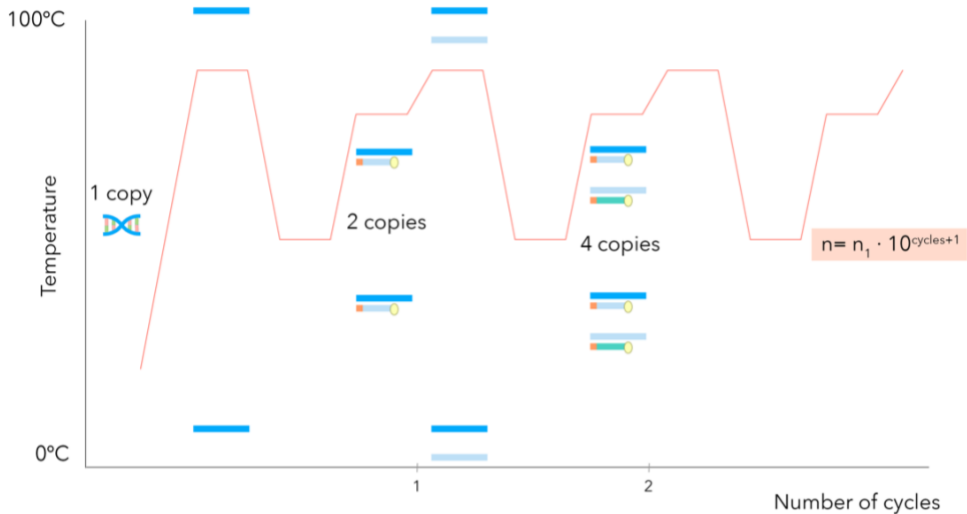 100ºC
Temperature
1 copy
2 copies
4 copies
n= n₁ · 10ᶜʸᶜˡᵉˢ⁺¹
0ºC
1
2
Number of cycles